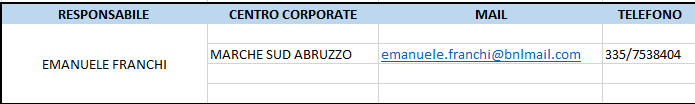 RESPONSABILE CENTRO CORPORATE MAIL TELEFONO
MARCHE SUD ABRUZZO emanuele.franchi@bnlmail.com 335/7538404
EMANUELE FRANCHI